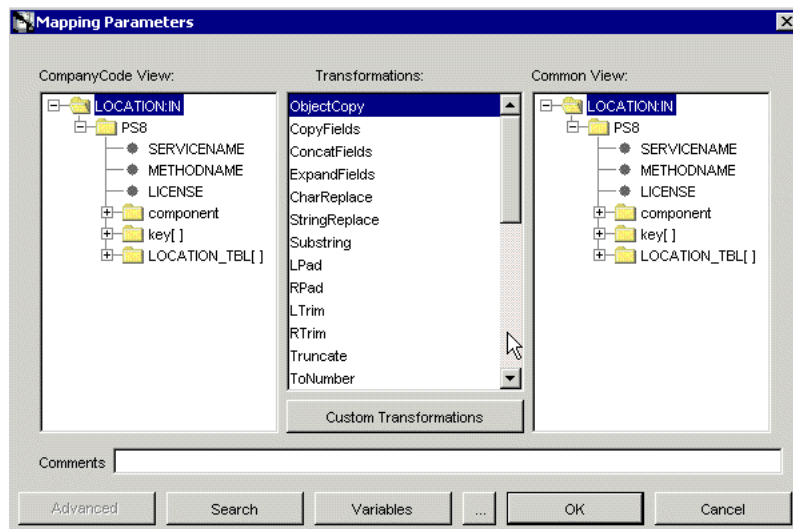 Mapping Parameters
CompanyCode View:
LOCATION:IN
PS8
SERVICENAME
METHODNAME
LICENSE
component
key[ ]
LOCATION_TBL[ ]
Transformations:
ObjectCopy
CopyFields
ConcatFields
ExpandFields
CharReplace
StringReplace
Substring
LPad
RPad
LTrim
RTrim
Truncate
ToNumber
Custom Transformations
Common View:
LOCATION:IN
PS8
SERVICENAME
METHODNAME
LICENSE
component
key[ ]
LOCATION_TBL[ ]
Comments
Advanced
Search
Variables
...
OK
Cancel